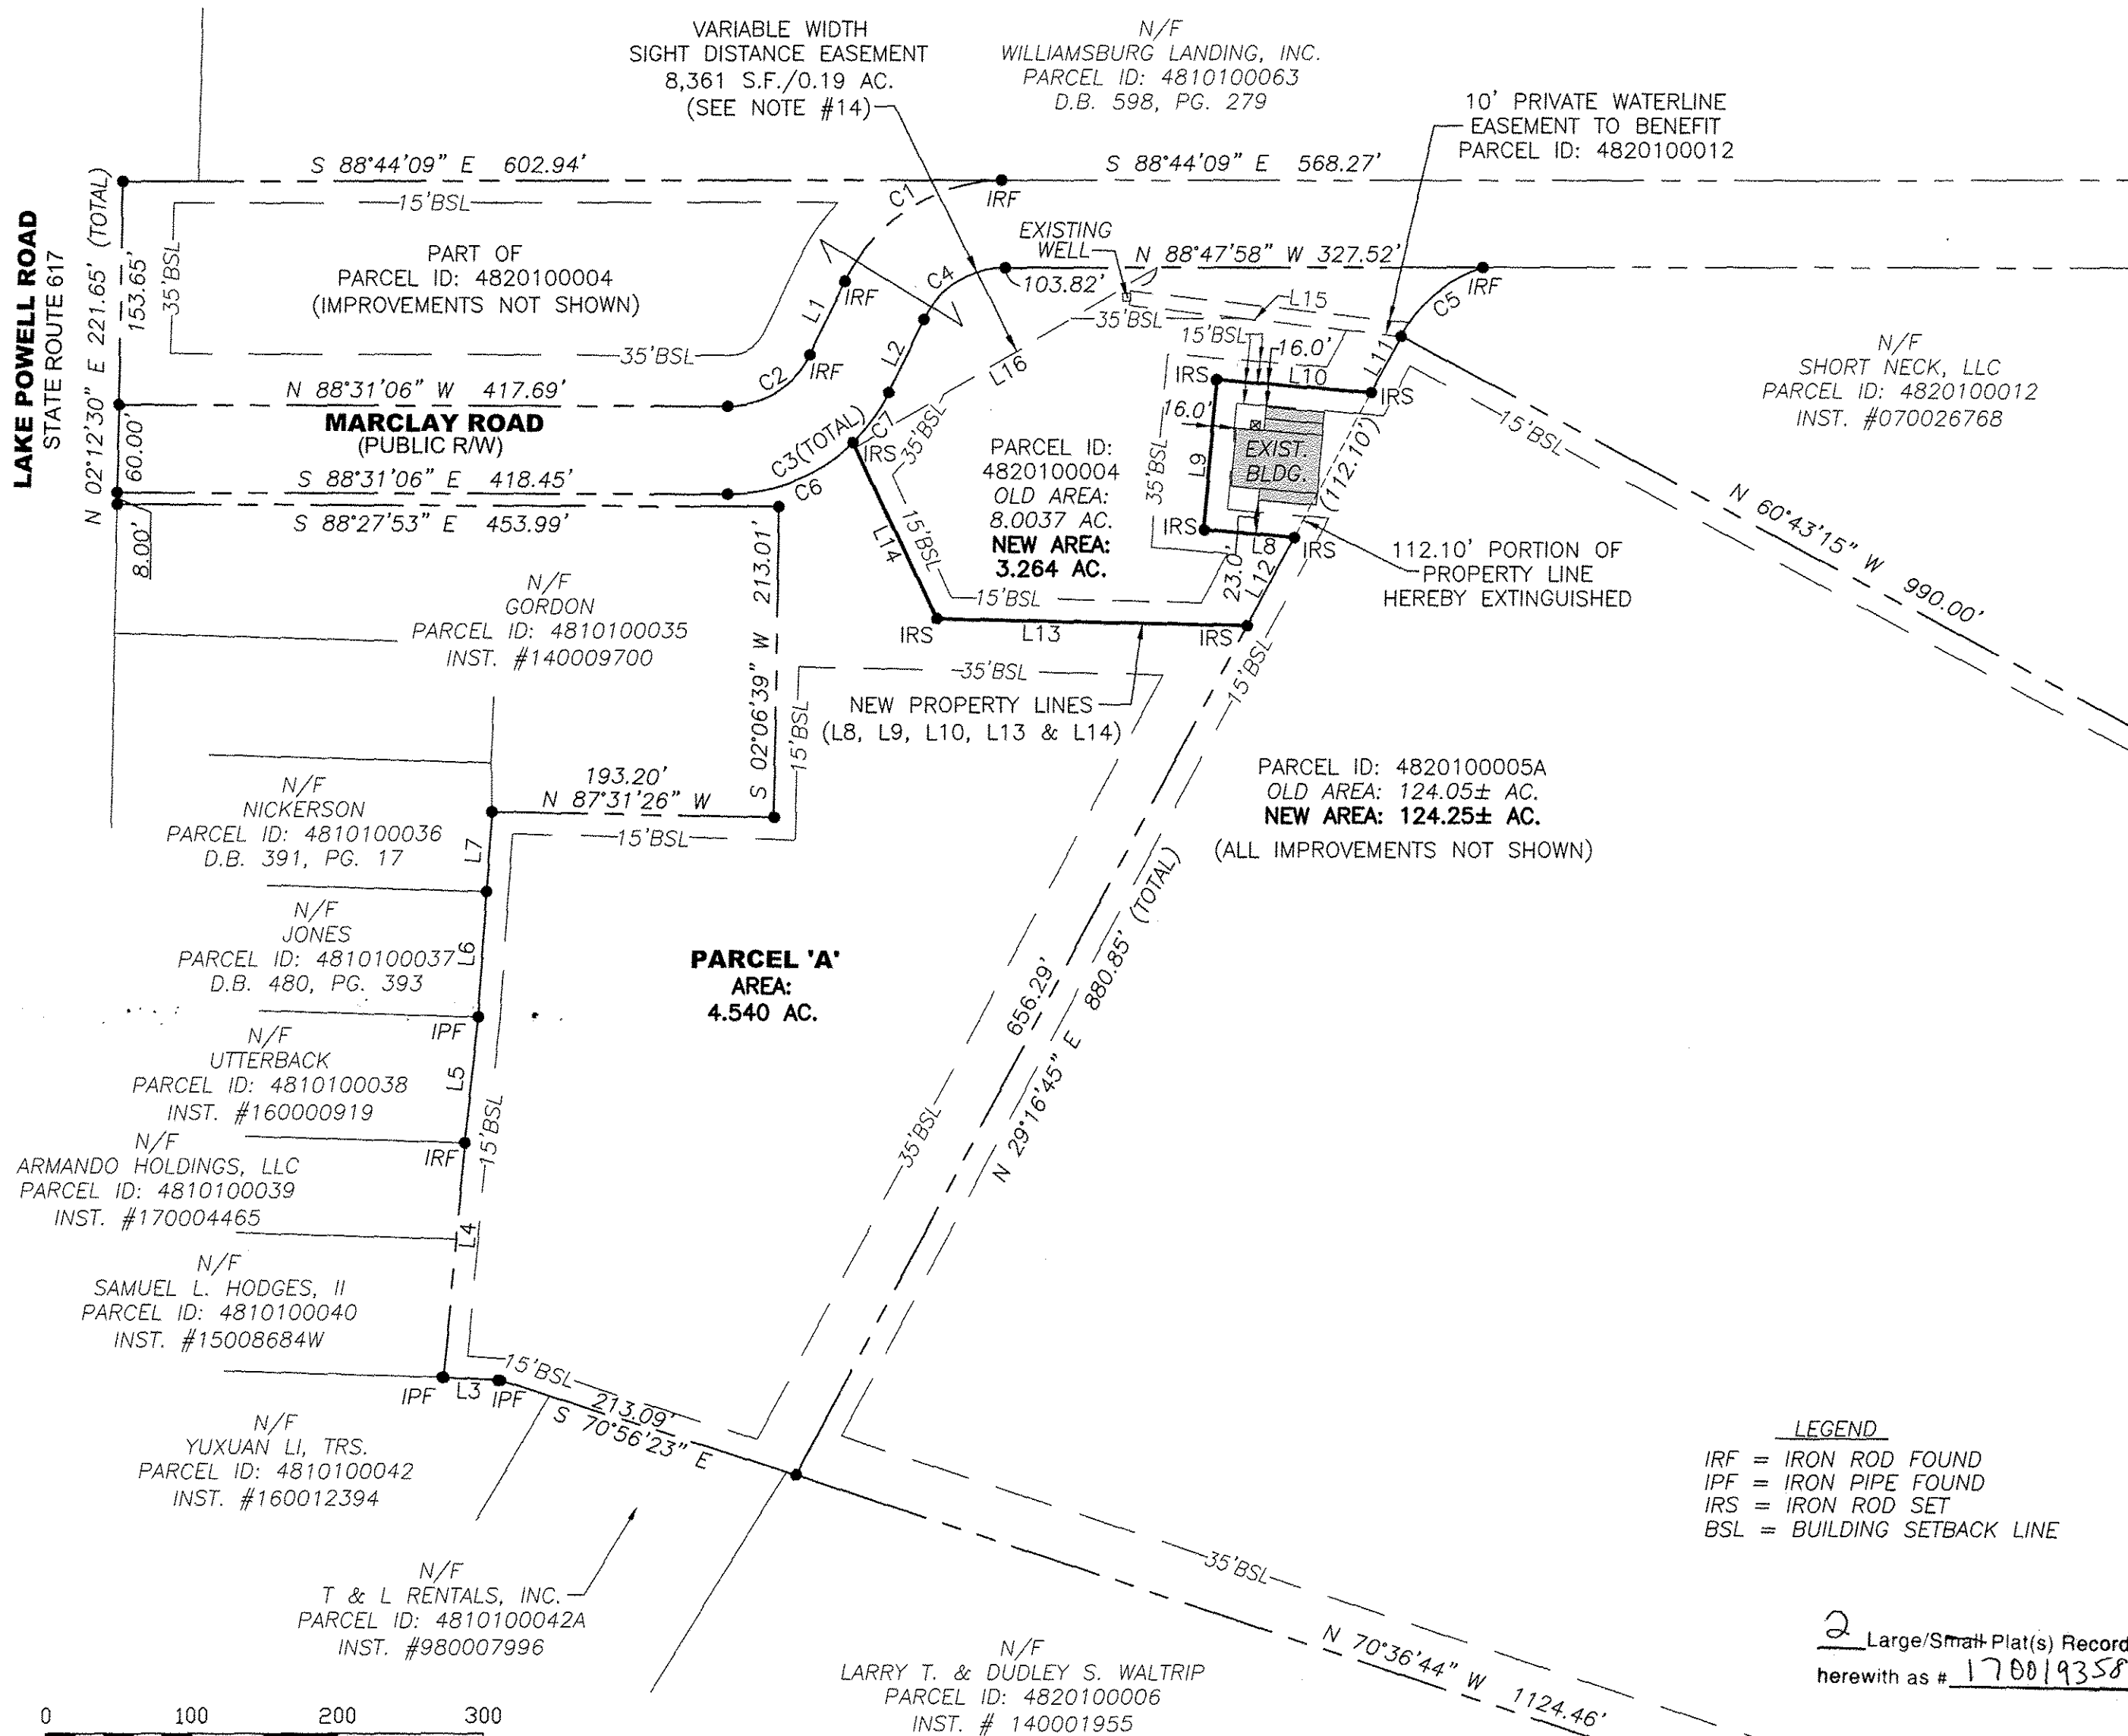 VARIABLE WIDTH
SIGHT DISTANCE EASEMENT
8,361 S.F./0.19 AC.
(SEE NOTE #14)
N/F
WILLIAMSBURG LANDING, INC.
PARCEL ID: 4810100063
D.B. 598, PG. 279
10' PRIVATE WATERLINE
EASEMENT TO BENEFIT
PARCEL ID: 4820100012
S 88°44'09" E 602.94'
S 88°44'09" E 568.27'
15'BSL
C1
IRF
LAKE POWELL ROAD
STATE ROUTE 617
N 02°12'30" E 221.65' (TOTAL)
153.65'
60.00'
8.00'
35'BSL
PART OF
PARCEL ID: 4820100004
(IMPROVEMENTS NOT SHOWN)
35'BSL
L1
IRF
C2
IRF
EXISTING
WELL
N 88°47'58" W 327.52'
103.82'
C4
C5
IRF
L15
35'BSL
15'BSL
16.0'
L2
L16
L11
IRS
L10
IRS
N/F
SHORT NECK, LLC
PARCEL ID: 4820100012
INST. #070026768
15'BSL
N 88°31'06" W 417.69'
MARCLAY ROAD
(PUBLIC R/W)
S 88°31'06" E 418.45'
S 88°27'53" E 453.99'
C3(TOTAL)
C7
C6
IRS
35'BSL
16.0'
L9
35'BSL
EXIST.
BLDG.
(112.10')
PARCEL ID:
4820100004
OLD AREA:
8.0037 AC.
NEW AREA:
3.264 AC.
L14
15'BSL
IRS
L8
IRS
23.0'
L12
15'BSL
112.10' PORTION OF
PROPERTY LINE
HEREBY EXTINGUISHED
N 60°43'15" W 990.00'
N/F
GORDON
PARCEL ID: 4810100035
INST. #140009700
S 02°06'39" W 213.01'
15'BSL
IRS
L13
IRS
35'BSL
15'BSL
NEW PROPERTY LINES
(L8, L9, L10, L13 & L14)
193.20'
N 87°31'26" W
15'BSL
PARCEL ID: 4820100005A
OLD AREA: 124.05± AC.
NEW AREA: 124.25± AC.
(ALL IMPROVEMENTS NOT SHOWN)
N/F
NICKERSON
PARCEL ID: 4810100036
D.B. 391, PG. 17
L7
N/F
JONES
PARCEL ID: 4810100037
D.B. 480, PG. 393
L6
IPF
PARCEL 'A'
AREA:
4.540 AC.
656.29'
N 29°16'45" E 880.85' (TOTAL)
35'BSL
N/F
UTTERBACK
PARCEL ID: 4810100038
INST. #160000919
L5
15'BSL
IRF
N/F
ARMANDO HOLDINGS, LLC
PARCEL ID: 4810100039
INST. #170004465
L4
N/F
SAMUEL L. HODGES, II
PARCEL ID: 4810100040
INST. #15008684W
IPF
L3
IPF
15'BSL
213.09'
S 70°56'23" E
N/F
YUXUAN LI, TRS.
PARCEL ID: 4810100042
INST. #160012394
N/F
T & L RENTALS, INC.
PARCEL ID: 4810100042A
INST. #980007996
N/F
LARRY T. & DUDLEY S. WALTRIP
PARCEL ID: 4820100006
INST. # 140001955
35'BSL
N 70°36'44" W 1124.46'
LEGEND
IRF = IRON ROD FOUND
IPF = IRON PIPE FOUND
IRS = IRON ROD SET
BSL = BUILDING SETBACK LINE
2 Large/Small Plat(s) Record
herewith as # 170019358
0 100 200 300